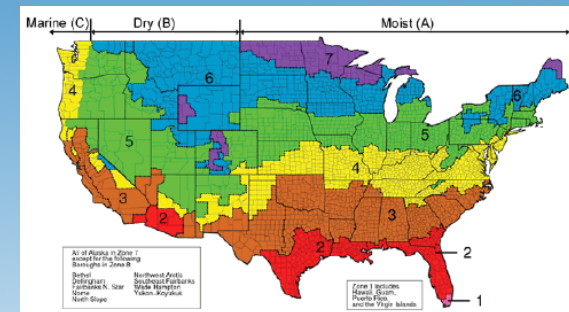 Marine (C) Dry (B) Moist (A)
7
6
6
4
5
5
4
3
3
2
2
2
1
All of Alaska in Zone 7
except for the following
Boroughs in Zone 8:
Bethel Northwest Arctic
Dellingham Southeast Fairbanks
Fairbanks N. Star Wade Hampton
Nome Yukon-Koyukuk
North Slope
Zone 1 includes
Hawaii, Guam,
Puerto Rico,
and the Virgin Islands